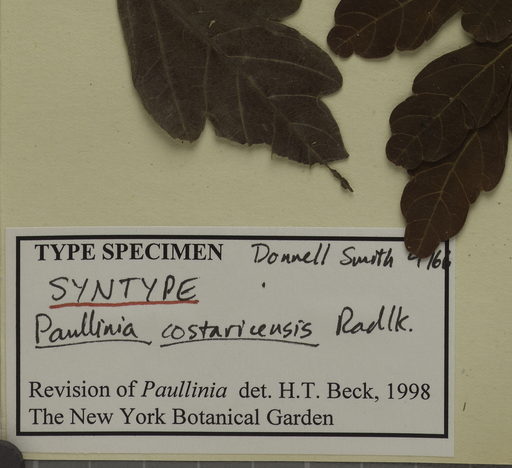 TYPE SPECIMEN Donnell Smith
SYNTYPE
Paullinia costaricensis Radlk.
Revision of Paullinia det. H.T. Beck, 1998
The New York Botanical Garden